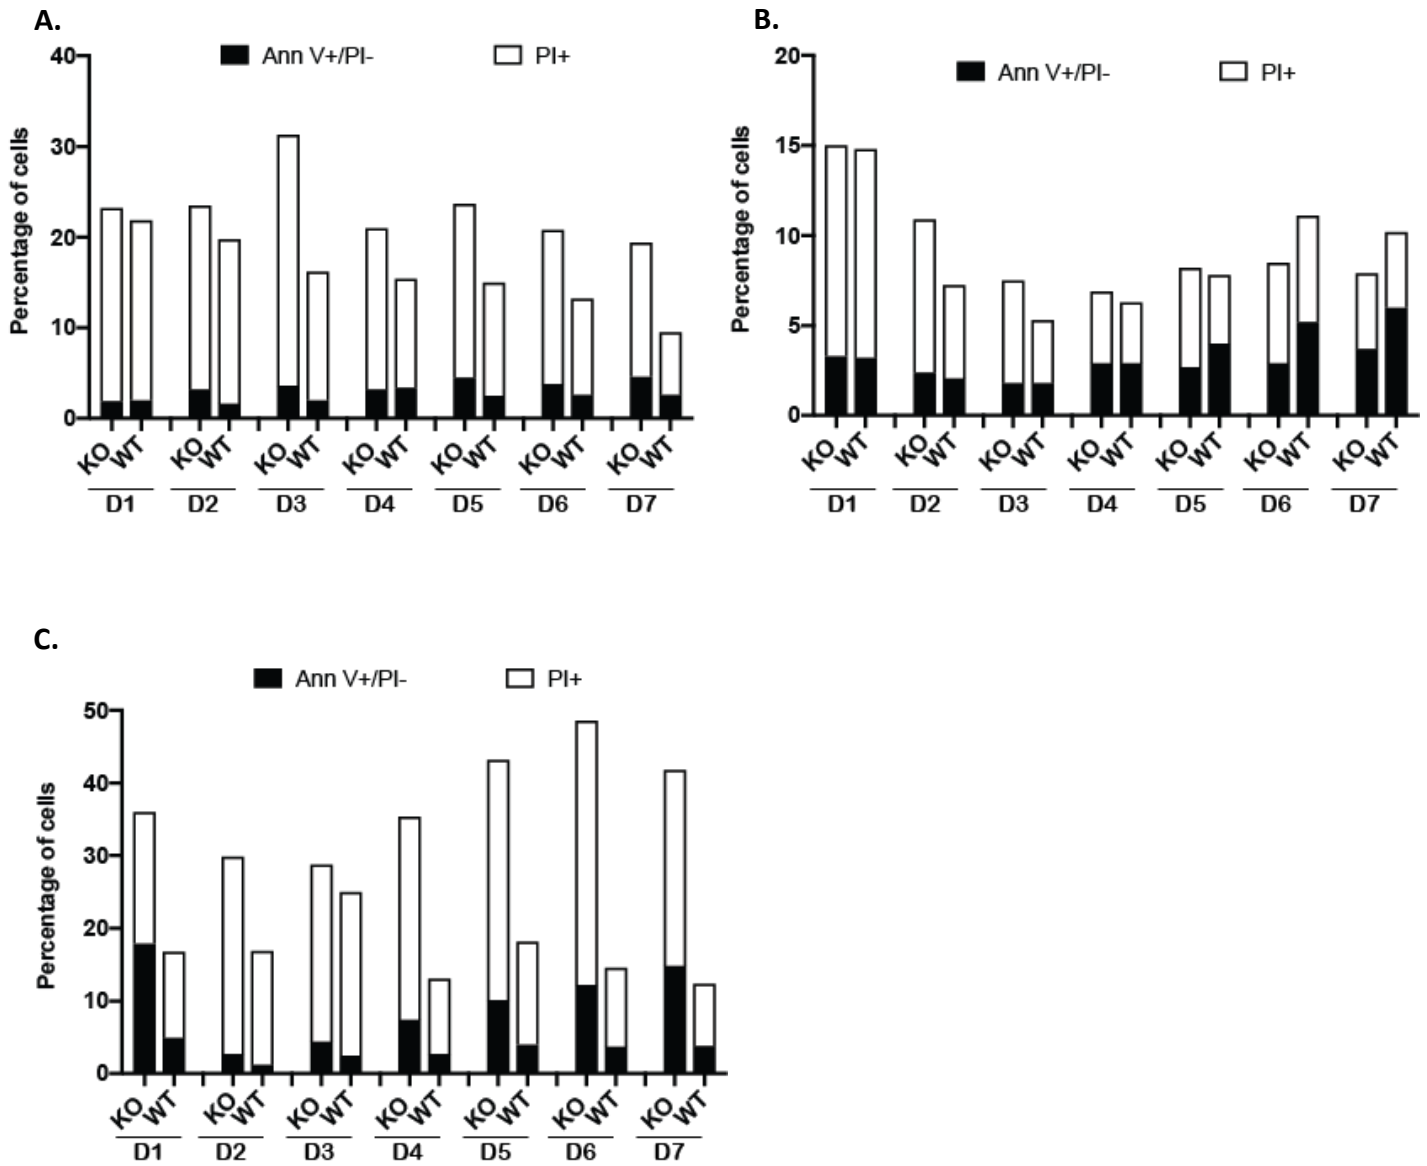 A.
Ann V+/PI- PI+
Percentage of cells
40
30
20
10
0
KO WT KO WT KO WT KO WT KO WT KO WT KO WT
D1 D2 D3 D4 D5 D6 D7
B.
Ann V+/PI- PI+
Percentage of cells
20
15
10
5
0
KO WT KO WT KO WT KO WT KO WT KO WT KO WT
D1 D2 D3 D4 D5 D6 D7
C.
Ann V+/PI- PI+
Percentage of cells
50
40
30
20
10
0
KO WT KO WT KO WT KO WT KO WT KO WT KO WT
D1 D2 D3 D4 D5 D6 D7